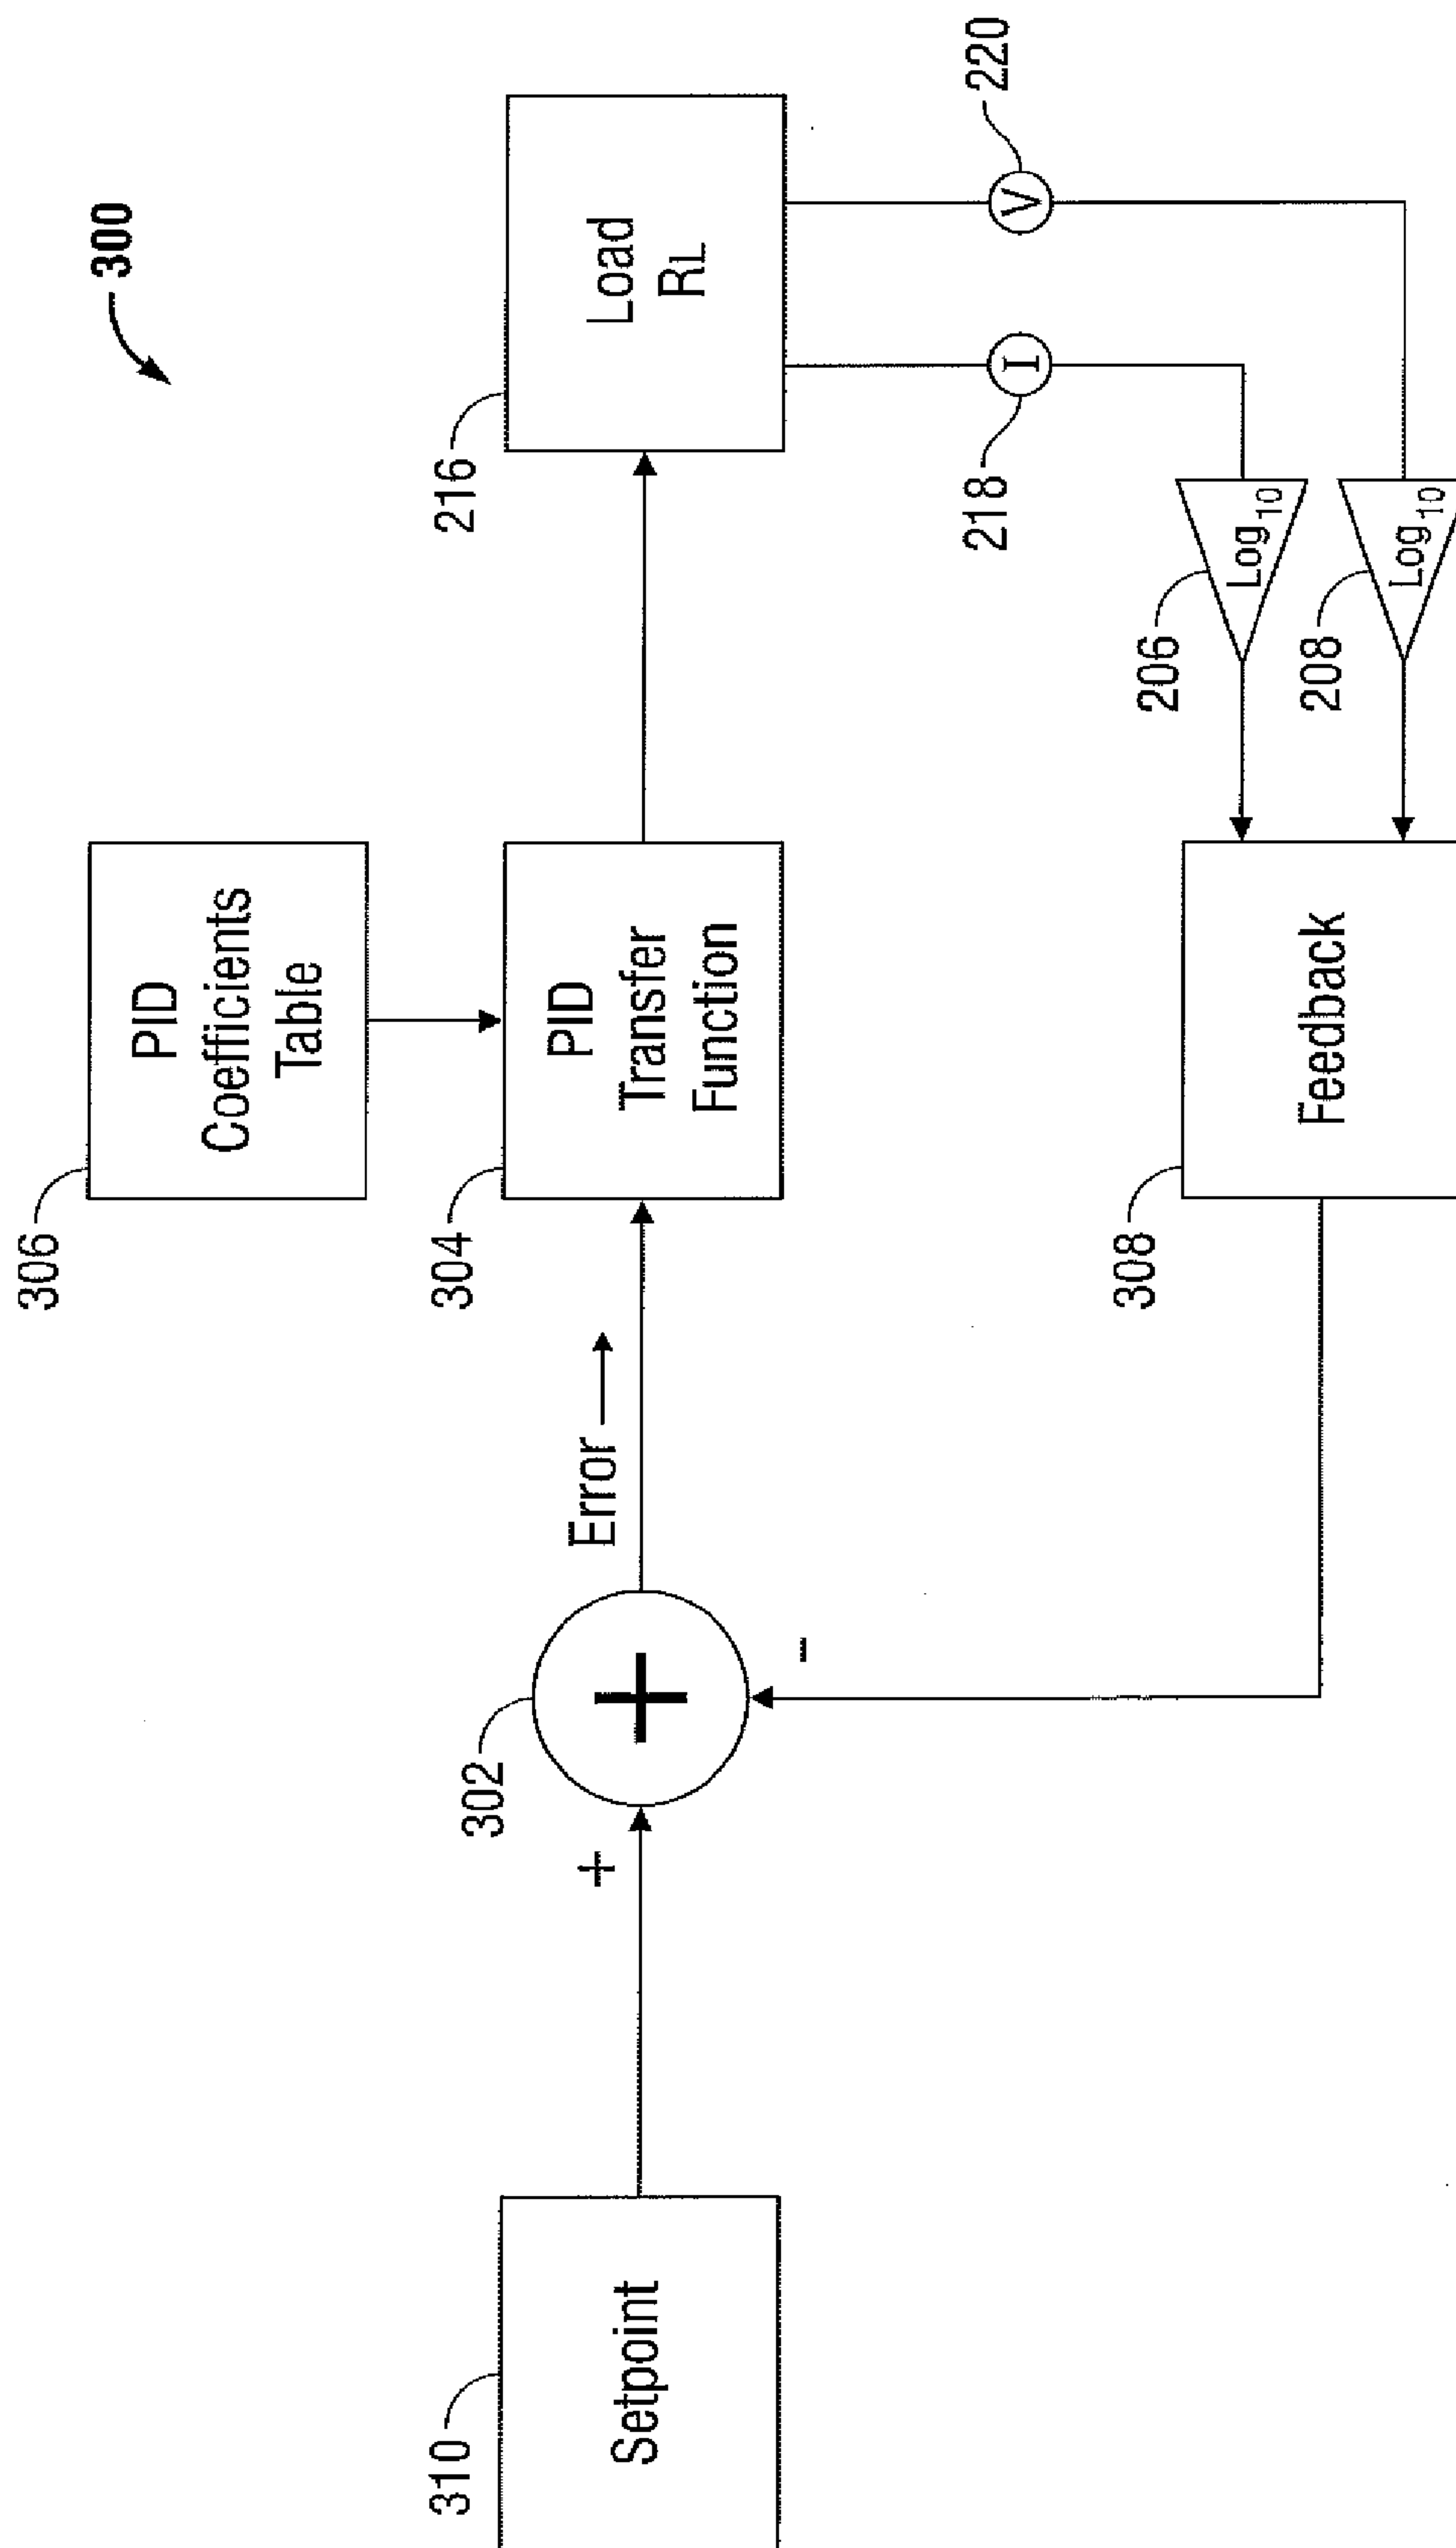 300
306
PID
Coefficients
Table
310
Setpoint
+
302
+
-
Error
304
PID
Transfer
Function
216
Load
RL
218
I
220
V
206
Log10
208
Log10
308
Feedback